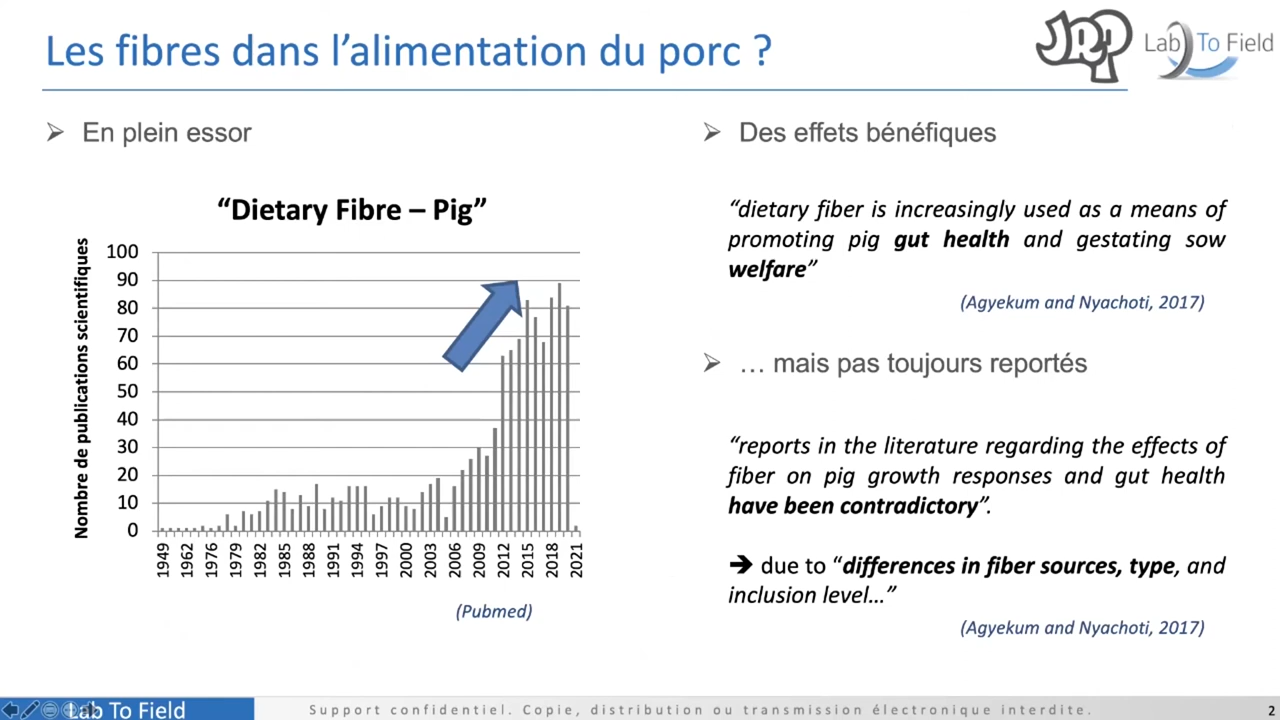 Les fibres dans l’alimentation du porc ?
JRP
Lab To Field
En plein essor
“Dietary Fibre – Pig”
Nombre de publications scientifiques
100
90
80
70
60
50
40
30
20
10
0
1949
1962
1976
1979
1982
1985
1988
1991
1994
1997
2000
2003
2006
2009
2012
2015
2018
2021
(Pubmed)
Des effets bénéfiques
“dietary fiber is increasingly used as a means of
promoting pig gut health and gestating sow
welfare”
(Agyekum and Nyachoti, 2017)
… mais pas toujours reportés
“reports in the literature regarding the effects of
fiber on pig growth responses and gut health
have been contradictory”.
➔ due to “differences in fiber sources, type, and
inclusion level…”
(Agyekum and Nyachoti, 2017)
Lab To Field
Support confidentiel. Copie, distribution ou transmission électronique interdite.
2